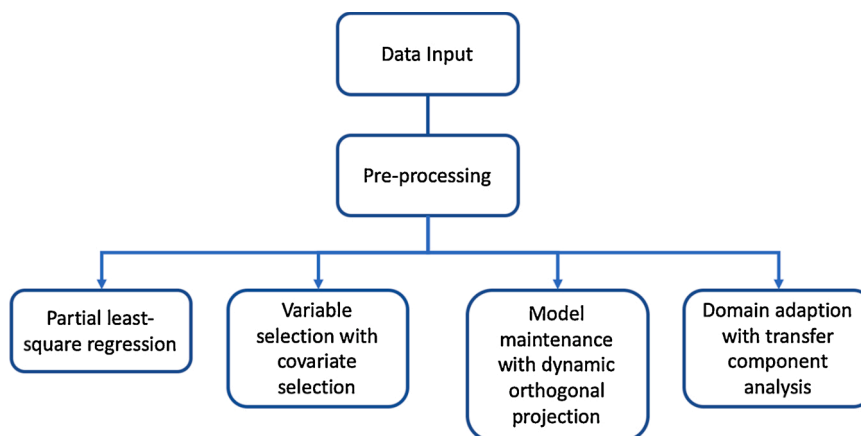 Data Input
Pre-processing
Partial least-
square regression
Variable
selection with
covariate
selection
Model
maintenance
with dynamic
orthogonal
projection
Domain adaption
with transfer
component
analysis